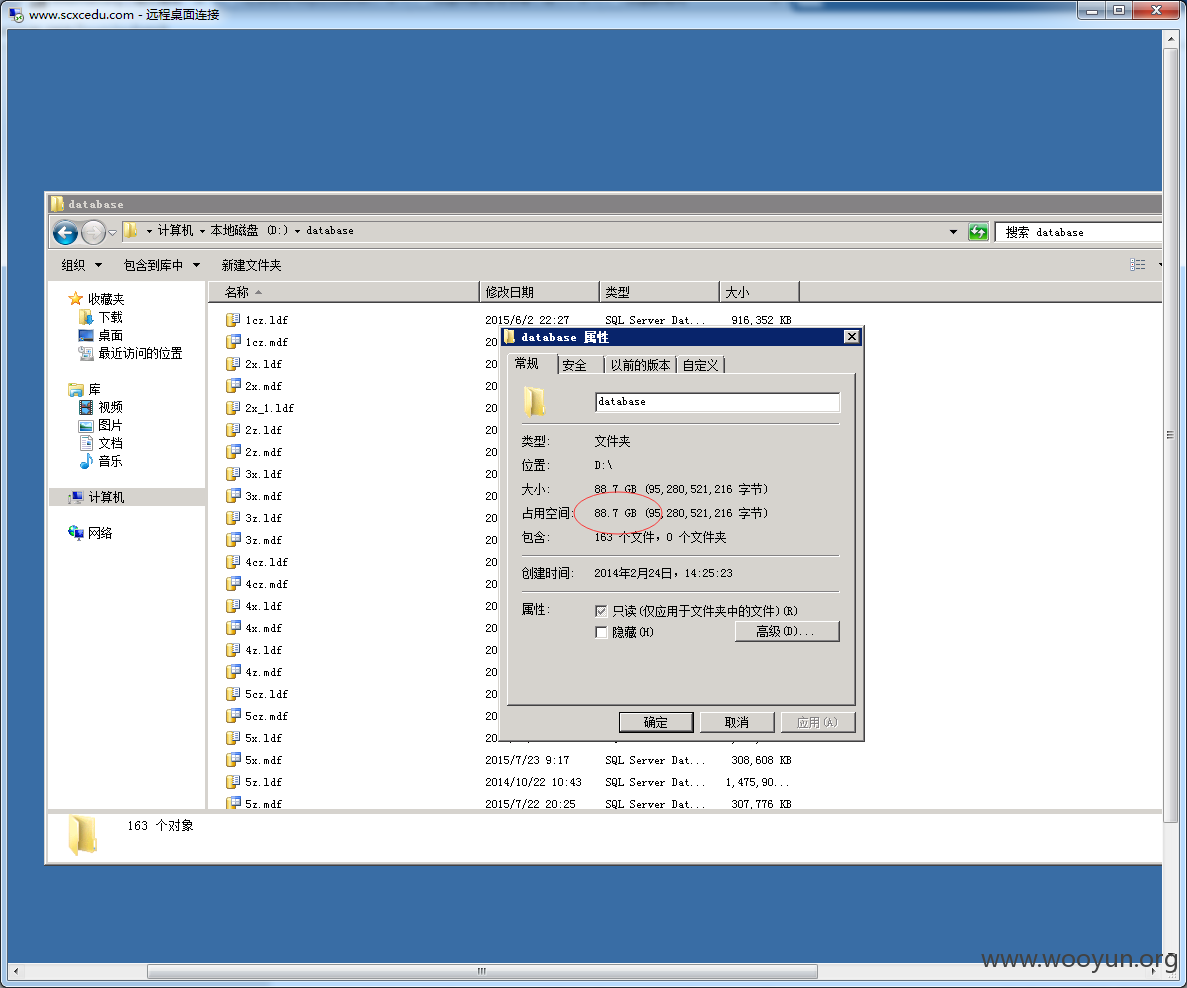 www.scxcedu.com - 远程桌面连接
database
计算机 本地磁盘 (D:) database
搜索 database
组织 包含到库中 新建文件夹
收藏夹
下载
桌面
最近访问的位置
库
视频
图片
文档
音乐
计算机
网络
名称 修改日期 类型 大小
1cz.ldf 2015/6/2 22:27 SQL Server Dat... 916,352 KB
1cz.mdf 20
2x.ldf 20
2x.mdf 20
2x_1.ldf 20
2z.ldf 20
2z.mdf 20
3x.ldf 20
3x.mdf 20
3z.ldf 20
3z.mdf 20
4cz.ldf 20
4cz.mdf 20
4x.ldf 20
4x.mdf 20
4z.ldf 20
4z.mdf 20
5cz.ldf 20
5cz.mdf 20
5x.ldf 20
5x.mdf 2015/7/23 9:17 SQL Server Dat... 308,608 KB
5z.ldf 2014/10/22 10:43 SQL Server Dat... 1,475,90...
5z.mdf 2015/7/22 20:25 SQL Server Dat... 307,776 KB
database 属性
常规 安全 以前的版本 自定义
database
类型: 文件夹
位置: D:\
大小: 88.7 GB (95,280,521,216 字节)
占用空间: 88.7 GB (95,280,521,216 字节)
包含: 163 个文件，0 个文件夹
创建时间: 2014年2月24日，14:25:23
属性: 只读(仅应用于文件夹中的文件)(R)
隐藏(H) 高级(D)...
确定 取消 应用(A)
163 个对象
www.wooyun.org